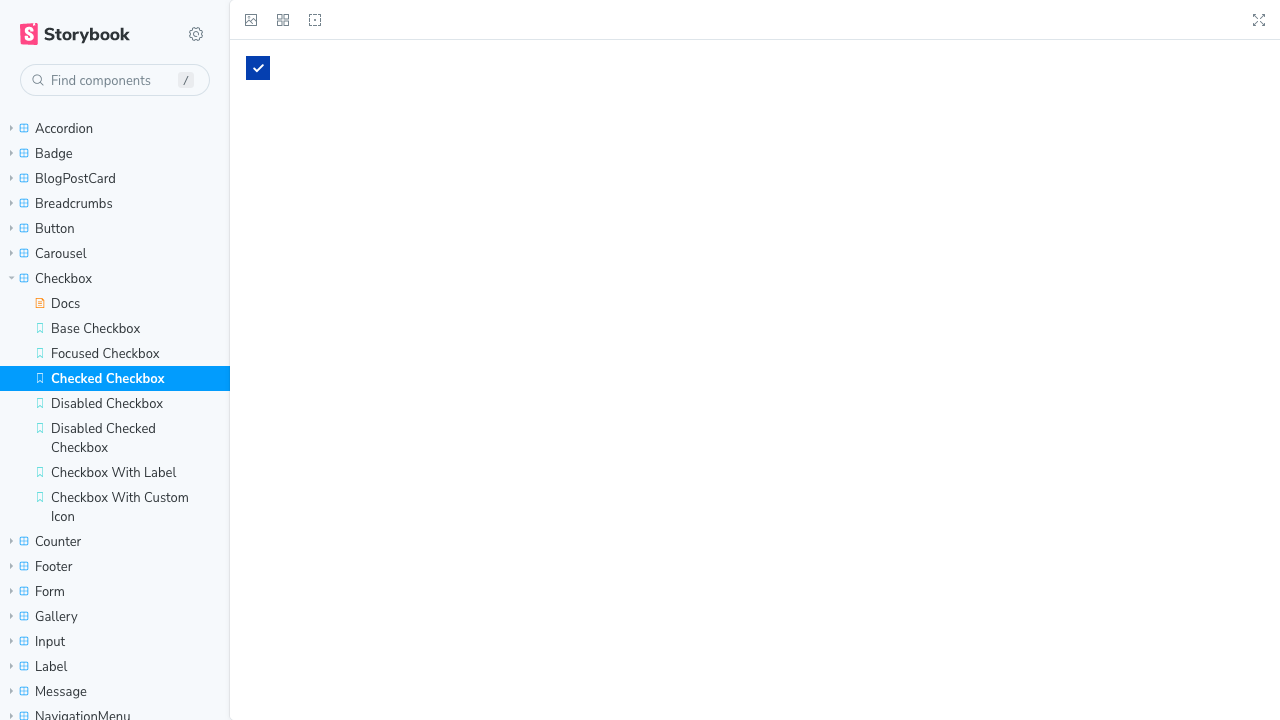 Storybook
Find components
/
Accordion
Badge
BlogPostCard
Breadcrumbs
Button
Carousel
Checkbox
Docs
Base Checkbox
Focused Checkbox
Checked Checkbox
Disabled Checkbox
Disabled Checked
Checkbox
Checkbox With Label
Checkbox With Custom
Icon
Counter
Footer
Form
Gallery
Input
Label
Message
NavigationMenu